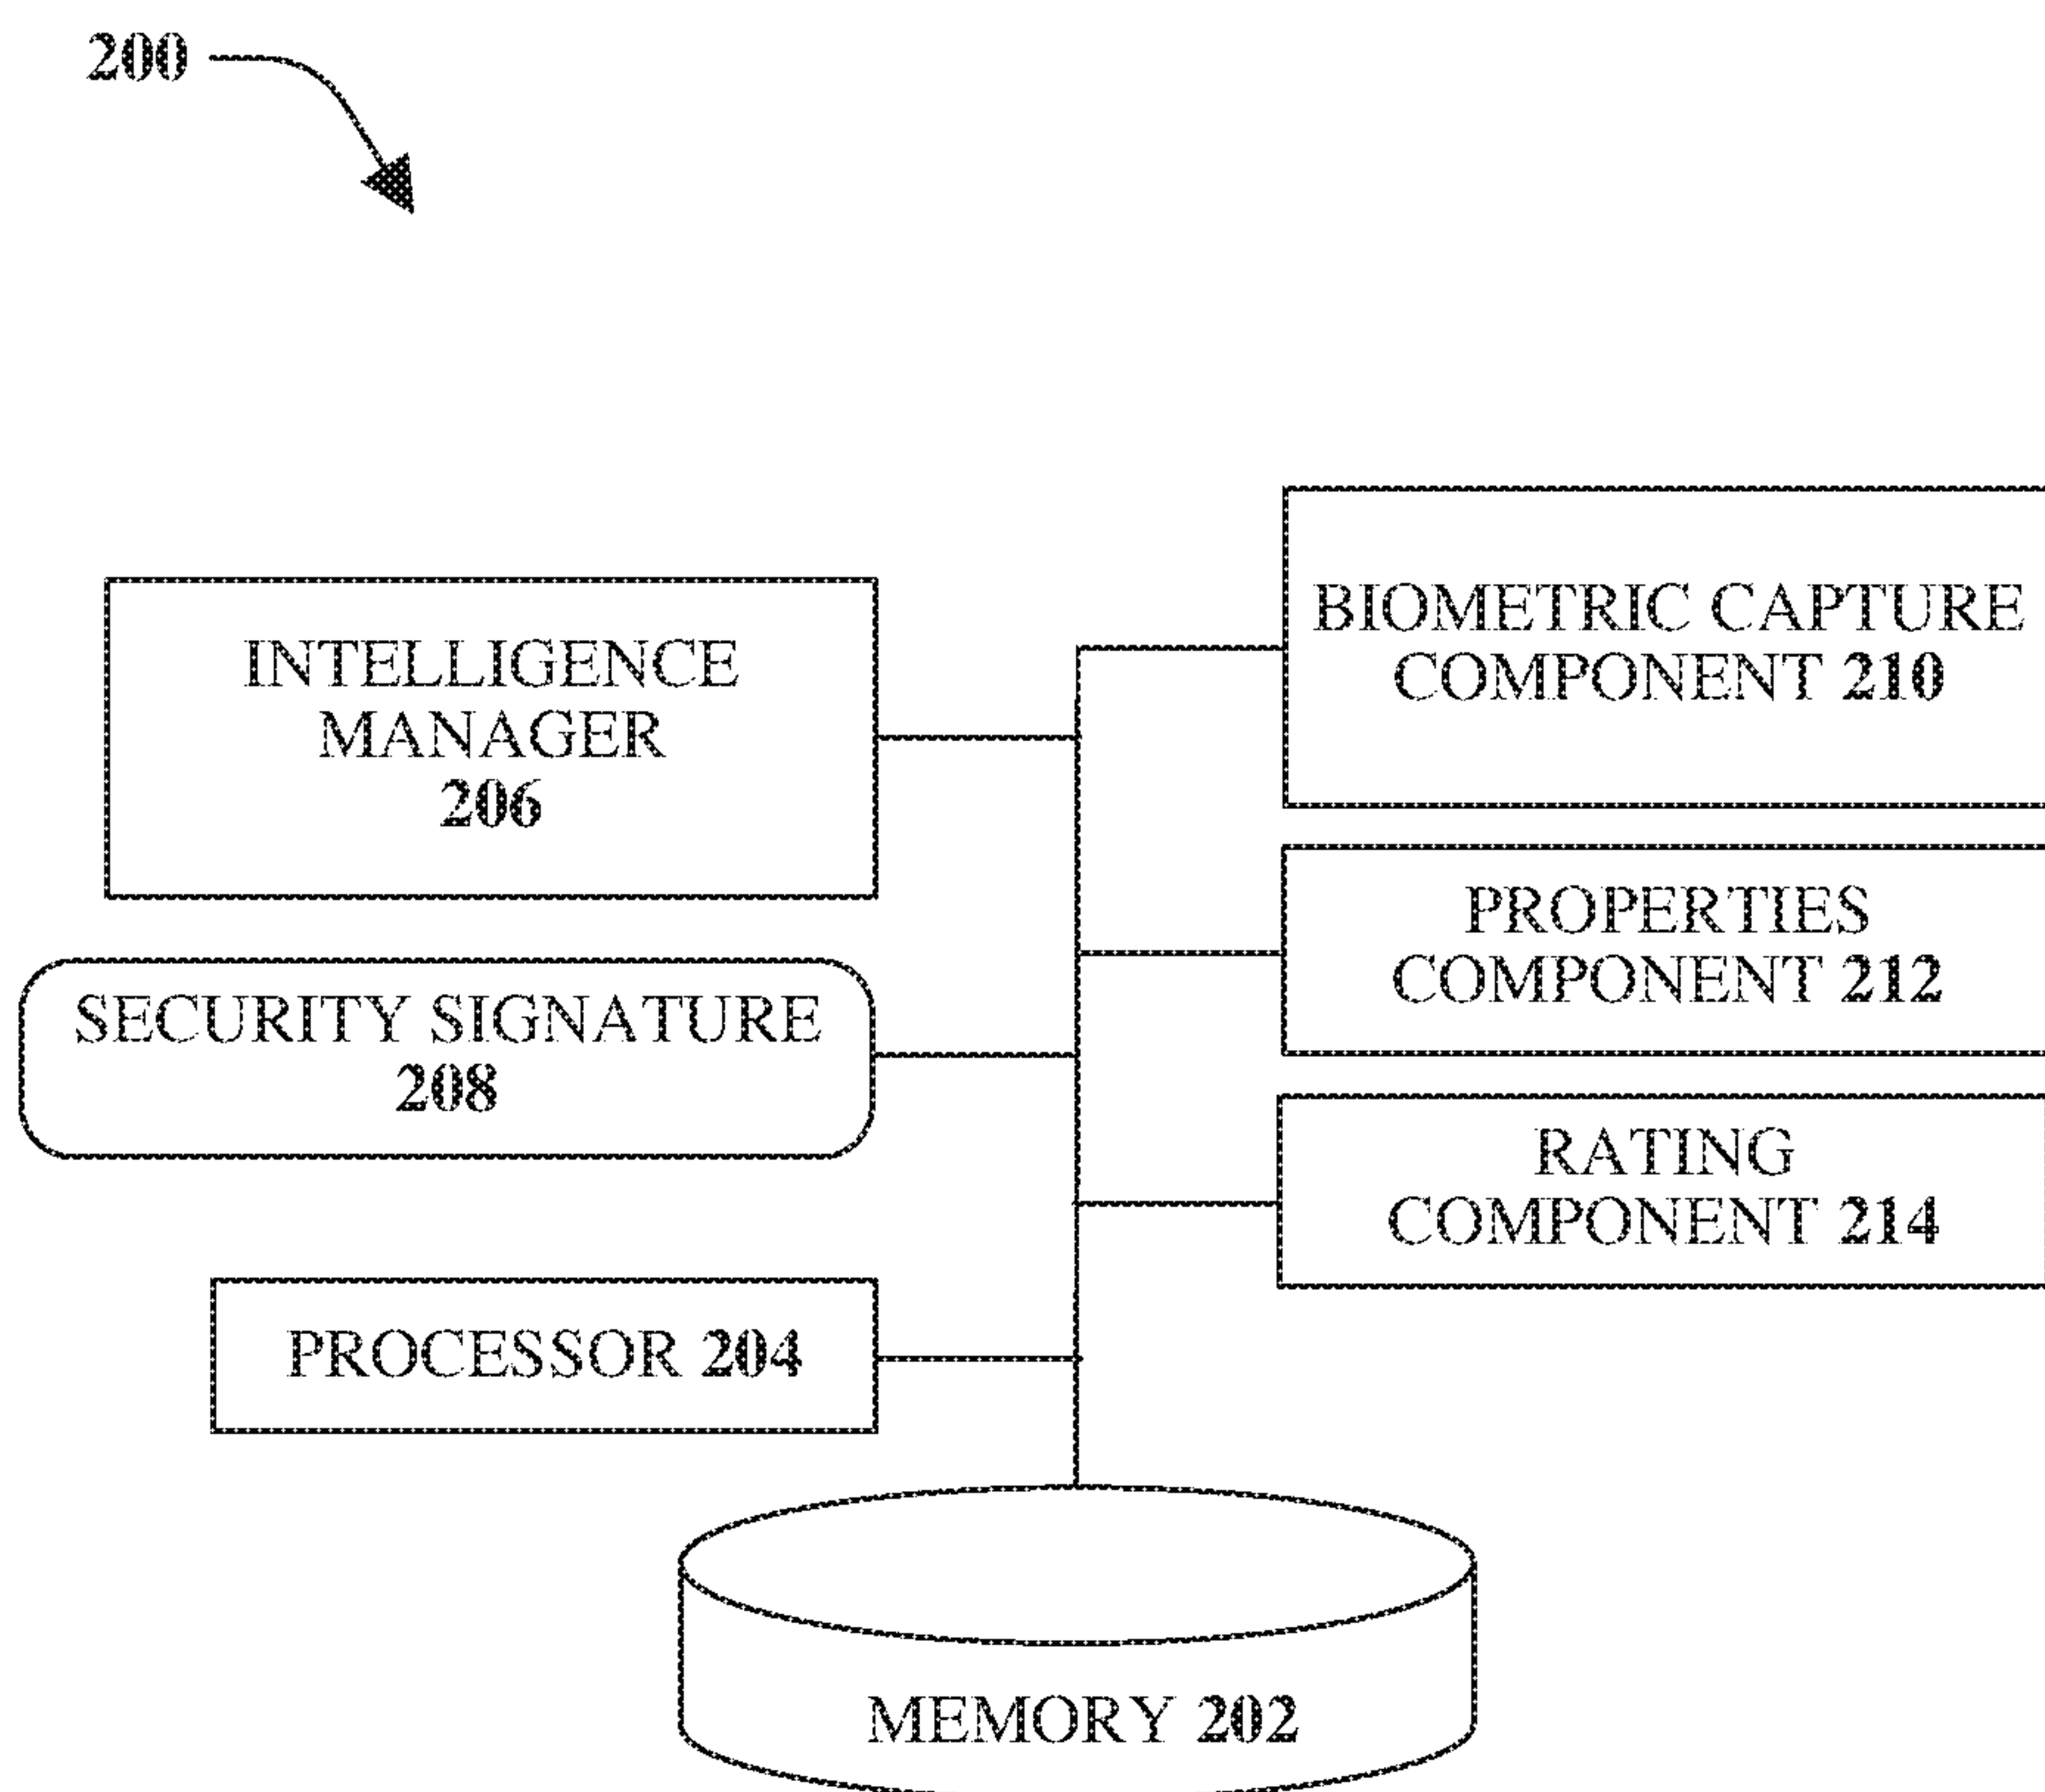 200
INTELLIGENCE
MANAGER
206
SECURITY SIGNATURE
208
PROCESSOR 204
BIOMETRIC CAPTURE
COMPONENT 210
PROPERTIES
COMPONENT 212
RATING
COMPONENT 214
MEMORY 202